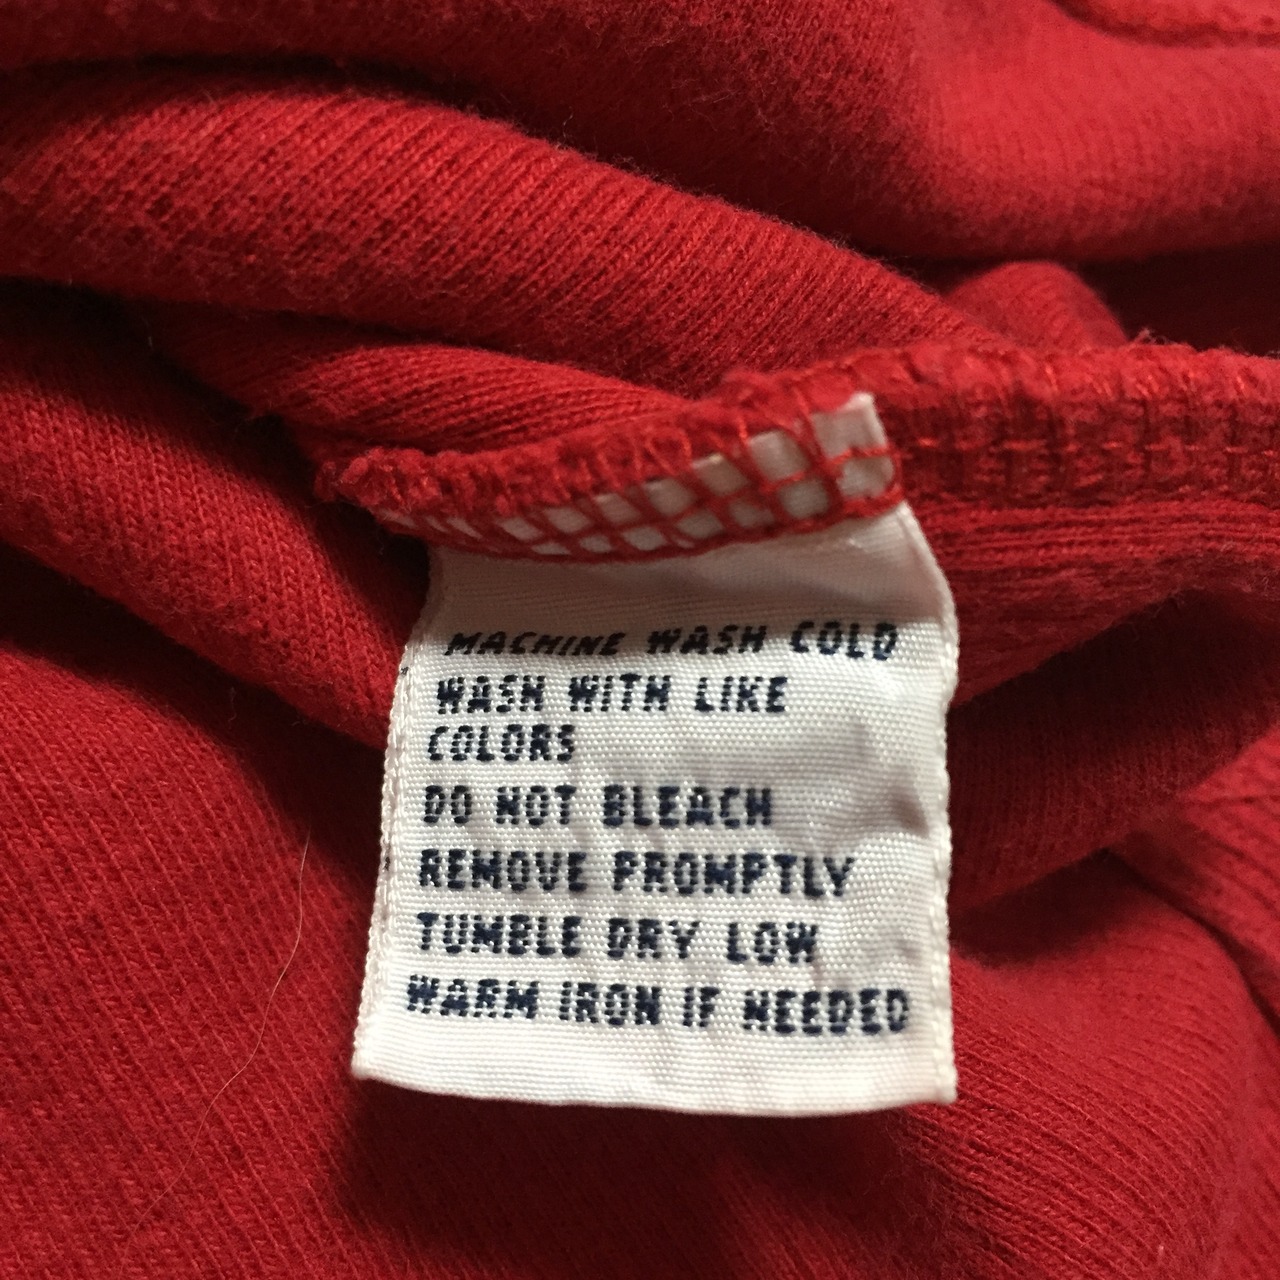 MACHINE WASH COLD
WASH WITH LIKE
COLORS
DO NOT BLEACH
REMOVE PROMPTLY
TUMBLE DRY LOW
WARM IRON IF NEEDED